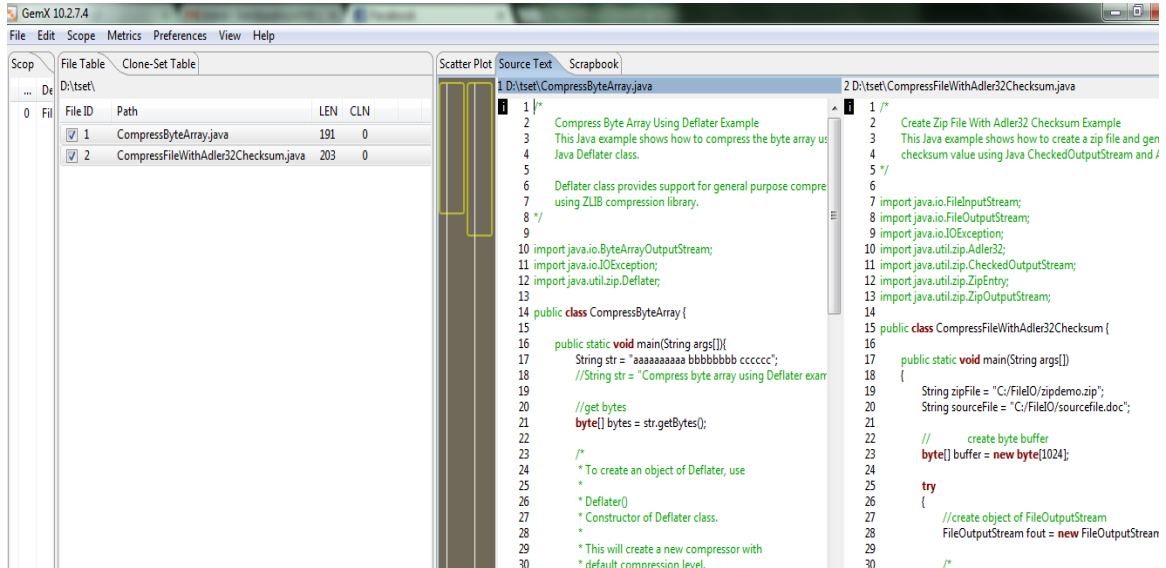 GemX 10.2.7.4
File Edit Scope Metrics Preferences View Help
Scop
... De
0 Fil
File Table Clone-Set Table
D:\tset\
File ID Path LEN CLN
1 CompressByteArray.java 191 0
2 CompressFileWithAdler32Checksum.java 203 0
Scatter Plot Source Text Scrapbook
1 D:\tset\CompressByteArray.java
1 /*
2 Compress Byte Array Using Deflater Example
3 This Java example shows how to compress the byte array us
4 Java Deflater class.
5
6 Deflater class provides support for general purpose compre
7 using ZLIB compression library.
8 */
9
10 import java.io.ByteArrayOutputStream;
11 import java.io.IOException;
12 import java.util.zip.Deflater;
13
14 public class CompressByteArray {
15
16 public static void main(String args[]){
17 String str = "aaaaaaaaaa bbbbbbbb cccccc";
18 //String str = "Compress byte array using Deflater exam
19
20 //get bytes
21 byte[] bytes = str.getBytes();
22
23 /*
24 * To create an object of Deflater, use
25 *
26 * Deflater()
27 * Constructor of Deflater class.
28 *
29 * This will create a new compressor with
30 * default compression level.
2 D:\tset\CompressFileWithAdler32Checksum.java
1 /*
2 Create Zip File With Adler32 Checksum Example
3 This Java example shows how to create a zip file and gen
4 checksum value using Java CheckedOutputStream and A
5 */
6
7 import java.io.FileInputStream;
8 import java.io.FileOutputStream;
9 import java.io.IOException;
10 import java.util.zip.Adler32;
11 import java.util.zip.CheckedOutputStream;
12 import java.util.zip.ZipEntry;
13 import java.util.zip.ZipOutputStream;
14
15 public class CompressFileWithAdler32Checksum {
16
17 public static void main(String args[])
18 {
19 String zipFile = "C:/FileIO/zipdemo.zip";
20 String sourceFile = "C:/FileIO/sourcefile.doc";
21
22 // create byte buffer
23 byte[] buffer = new byte[1024];
24
25 try
26 {
27 //create object of FileOutputStream
28 FileOutputStream fout = new FileOutputStream
29
30 /*